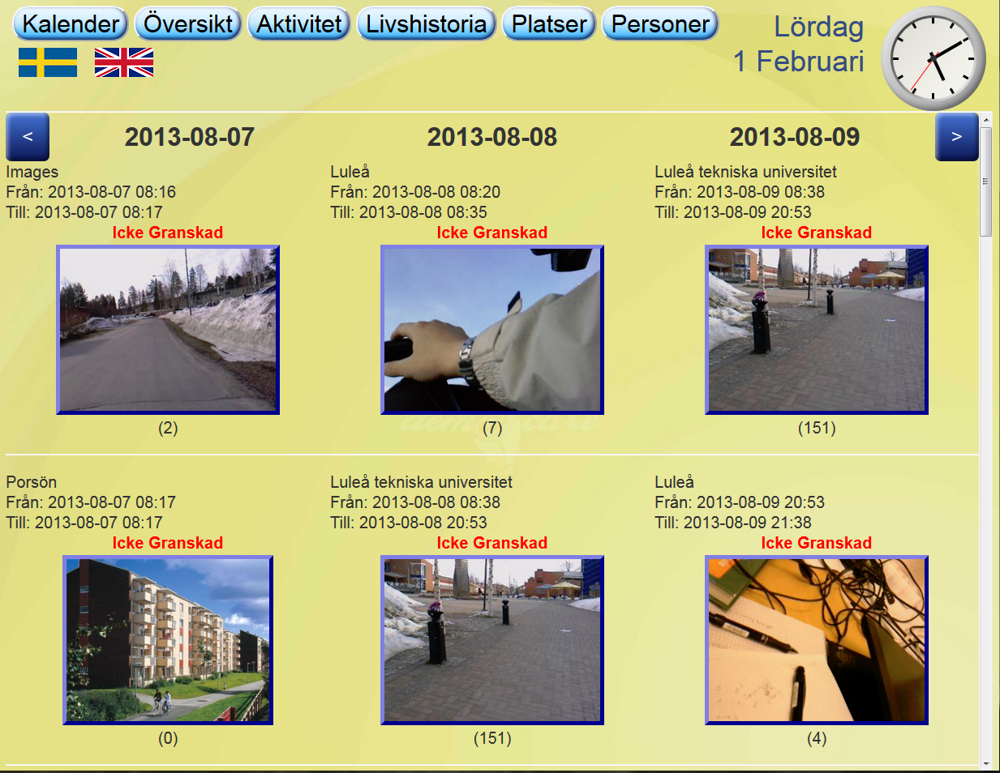 Kalender Översikt Aktivitet Livshistoria Platser Personer
Lördag
1 Februari
< 2013-08-07 2013-08-08 2013-08-09 >
Images
Från: 2013-08-07 08:16
Till: 2013-08-07 08:17
Icke Granskad
(2)
Luleå
Från: 2013-08-08 08:20
Till: 2013-08-08 08:35
Icke Granskad
(7)
Luleå tekniska universitet
Från: 2013-08-09 08:38
Till: 2013-08-09 20:53
Icke Granskad
(151)
Porsön
Från: 2013-08-07 08:17
Till: 2013-08-07 08:17
Icke Granskad
(0)
Luleå tekniska universitet
Från: 2013-08-08 08:38
Till: 2013-08-08 20:53
Icke Granskad
(151)
Luleå
Från: 2013-08-09 20:53
Till: 2013-08-09 21:38
Icke Granskad
(4)